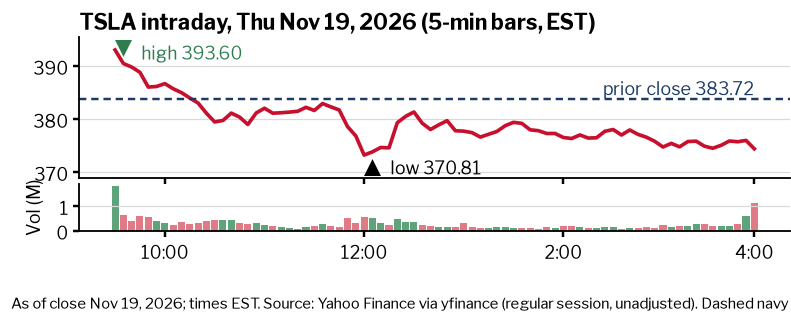 TSLA intraday, Thu Nov 19, 2026 (5-min bars, EST)
high 393.60
390
prior close 383.72
380
370
low 370.81
Vol (M)
1
0
10:00 12:00 2:00 4:00
As of close Nov 19, 2026; times EST. Source: Yahoo Finance via yfinance (regular session, unadjusted). Dashed navy